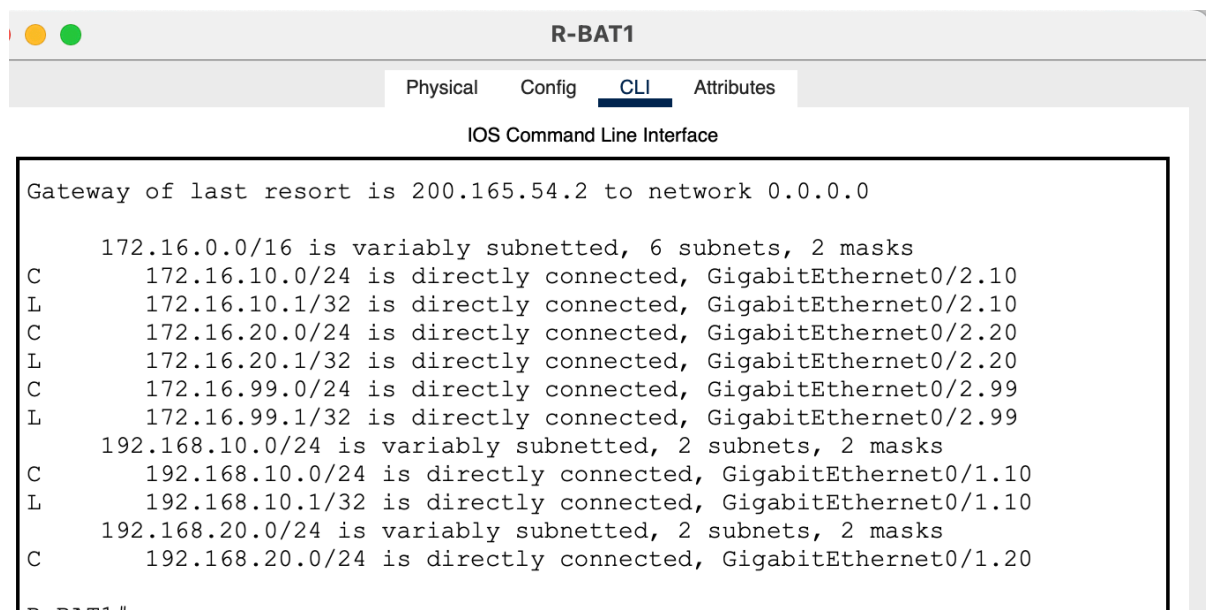 R-BAT1
Physical Config CLI Attributes
IOS Command Line Interface
Gateway of last resort is 200.165.54.2 to network 0.0.0.0
172.16.0.0/16 is variably subnetted, 6 subnets, 2 masks
C 172.16.10.0/24 is directly connected, GigabitEthernet0/2.10
L 172.16.10.1/32 is directly connected, GigabitEthernet0/2.10
C 172.16.20.0/24 is directly connected, GigabitEthernet0/2.20
L 172.16.20.1/32 is directly connected, GigabitEthernet0/2.20
C 172.16.99.0/24 is directly connected, GigabitEthernet0/2.99
L 172.16.99.1/32 is directly connected, GigabitEthernet0/2.99
192.168.10.0/24 is variably subnetted, 2 subnets, 2 masks
C 192.168.10.0/24 is directly connected, GigabitEthernet0/1.10
L 192.168.10.1/32 is directly connected, GigabitEthernet0/1.10
192.168.20.0/24 is variably subnetted, 2 subnets, 2 masks
C 192.168.20.0/24 is directly connected, GigabitEthernet0/1.20
R-BAT1#